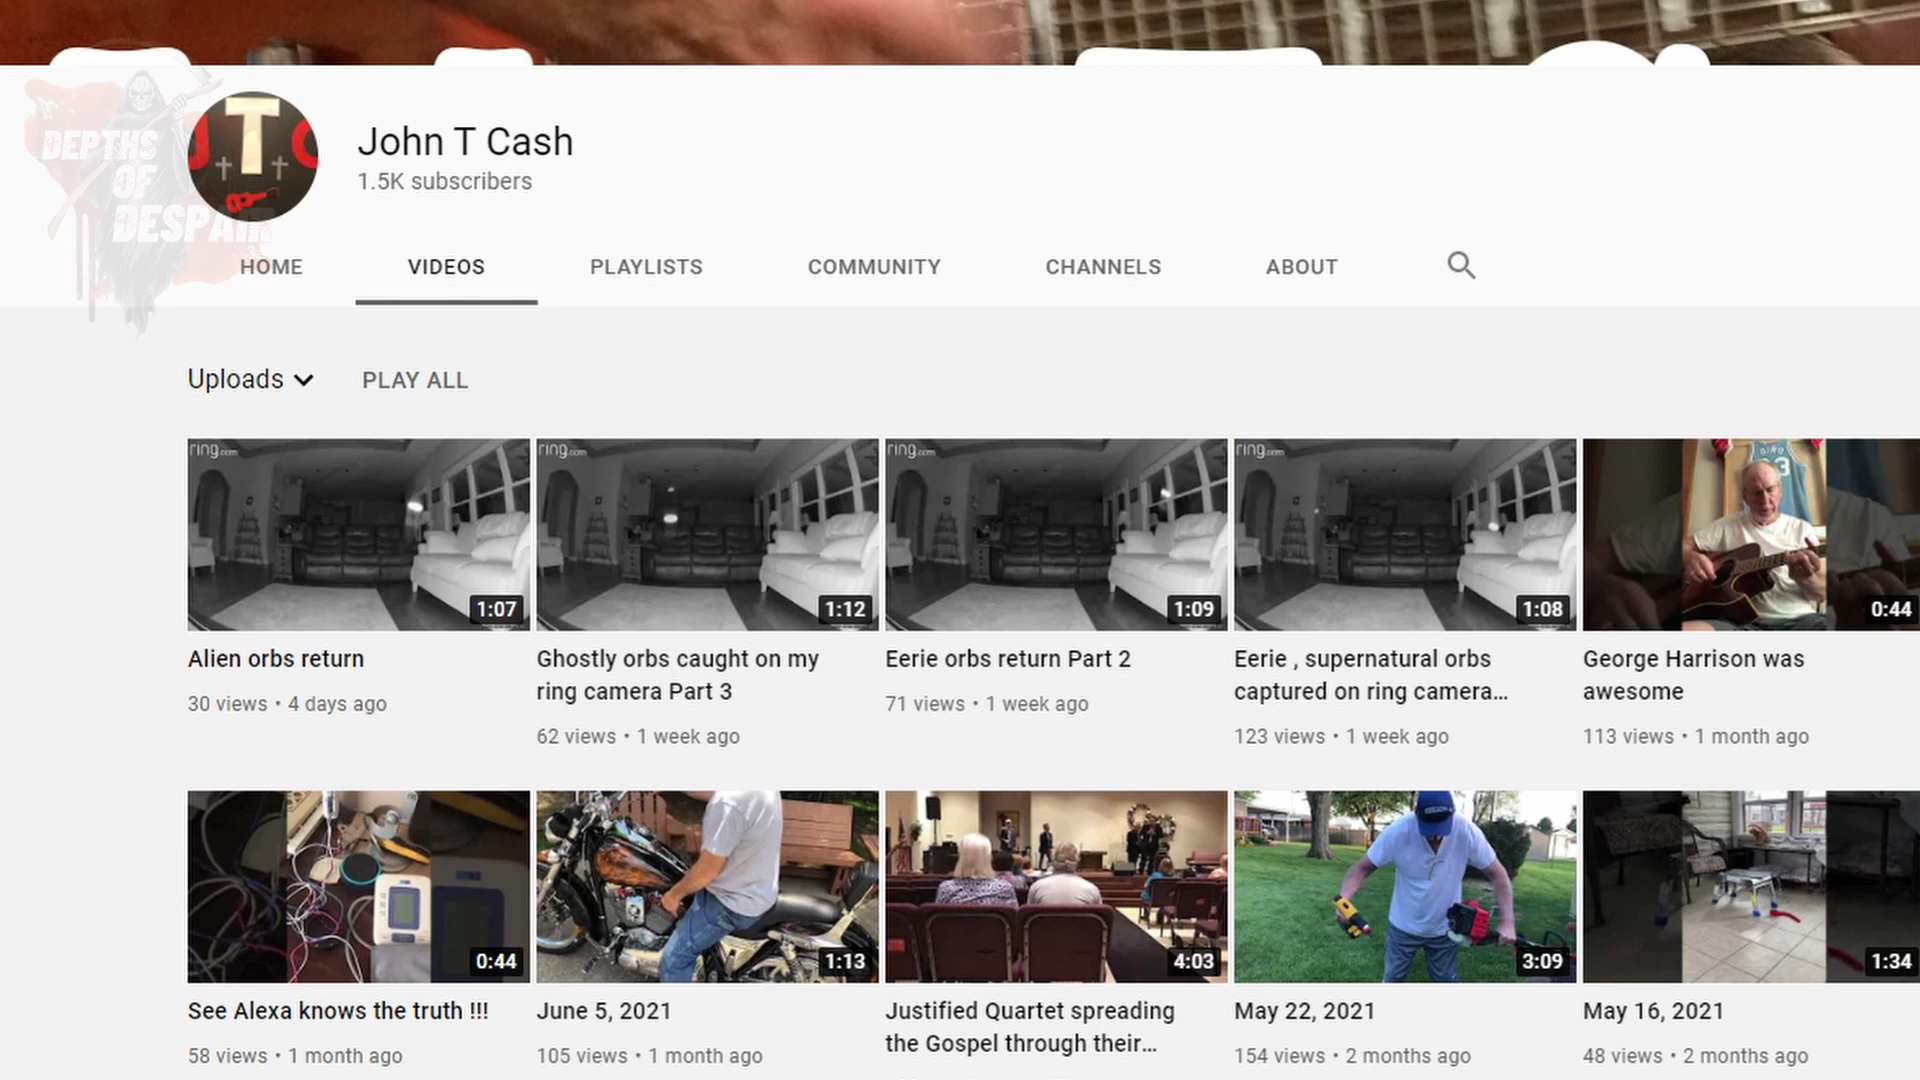 DEPTHS
OF
DESPAIR
JTC
John T Cash
1.5K subscribers
HOME VIDEOS PLAYLISTS COMMUNITY CHANNELS ABOUT
Uploads PLAY ALL
ring.com ring.com ring.com ring.com
33
1:07 1:12 1:09 1:08 0:44
Alien orbs return
30 views • 4 days ago
Ghostly orbs caught on my
ring camera Part 3
62 views • 1 week ago
Eerie orbs return Part 2
71 views • 1 week ago
Eerie , supernatural orbs
captured on ring camera...
123 views • 1 week ago
George Harrison was
awesome
113 views • 1 month ago
0:44 1:13 4:03 3:09 1:34
See Alexa knows the truth !!!
58 views • 1 month ago
June 5, 2021
105 views • 1 month ago
Justified Quartet spreading
the Gospel through their...
May 22, 2021
154 views • 2 months ago
May 16, 2021
48 views • 2 months ago